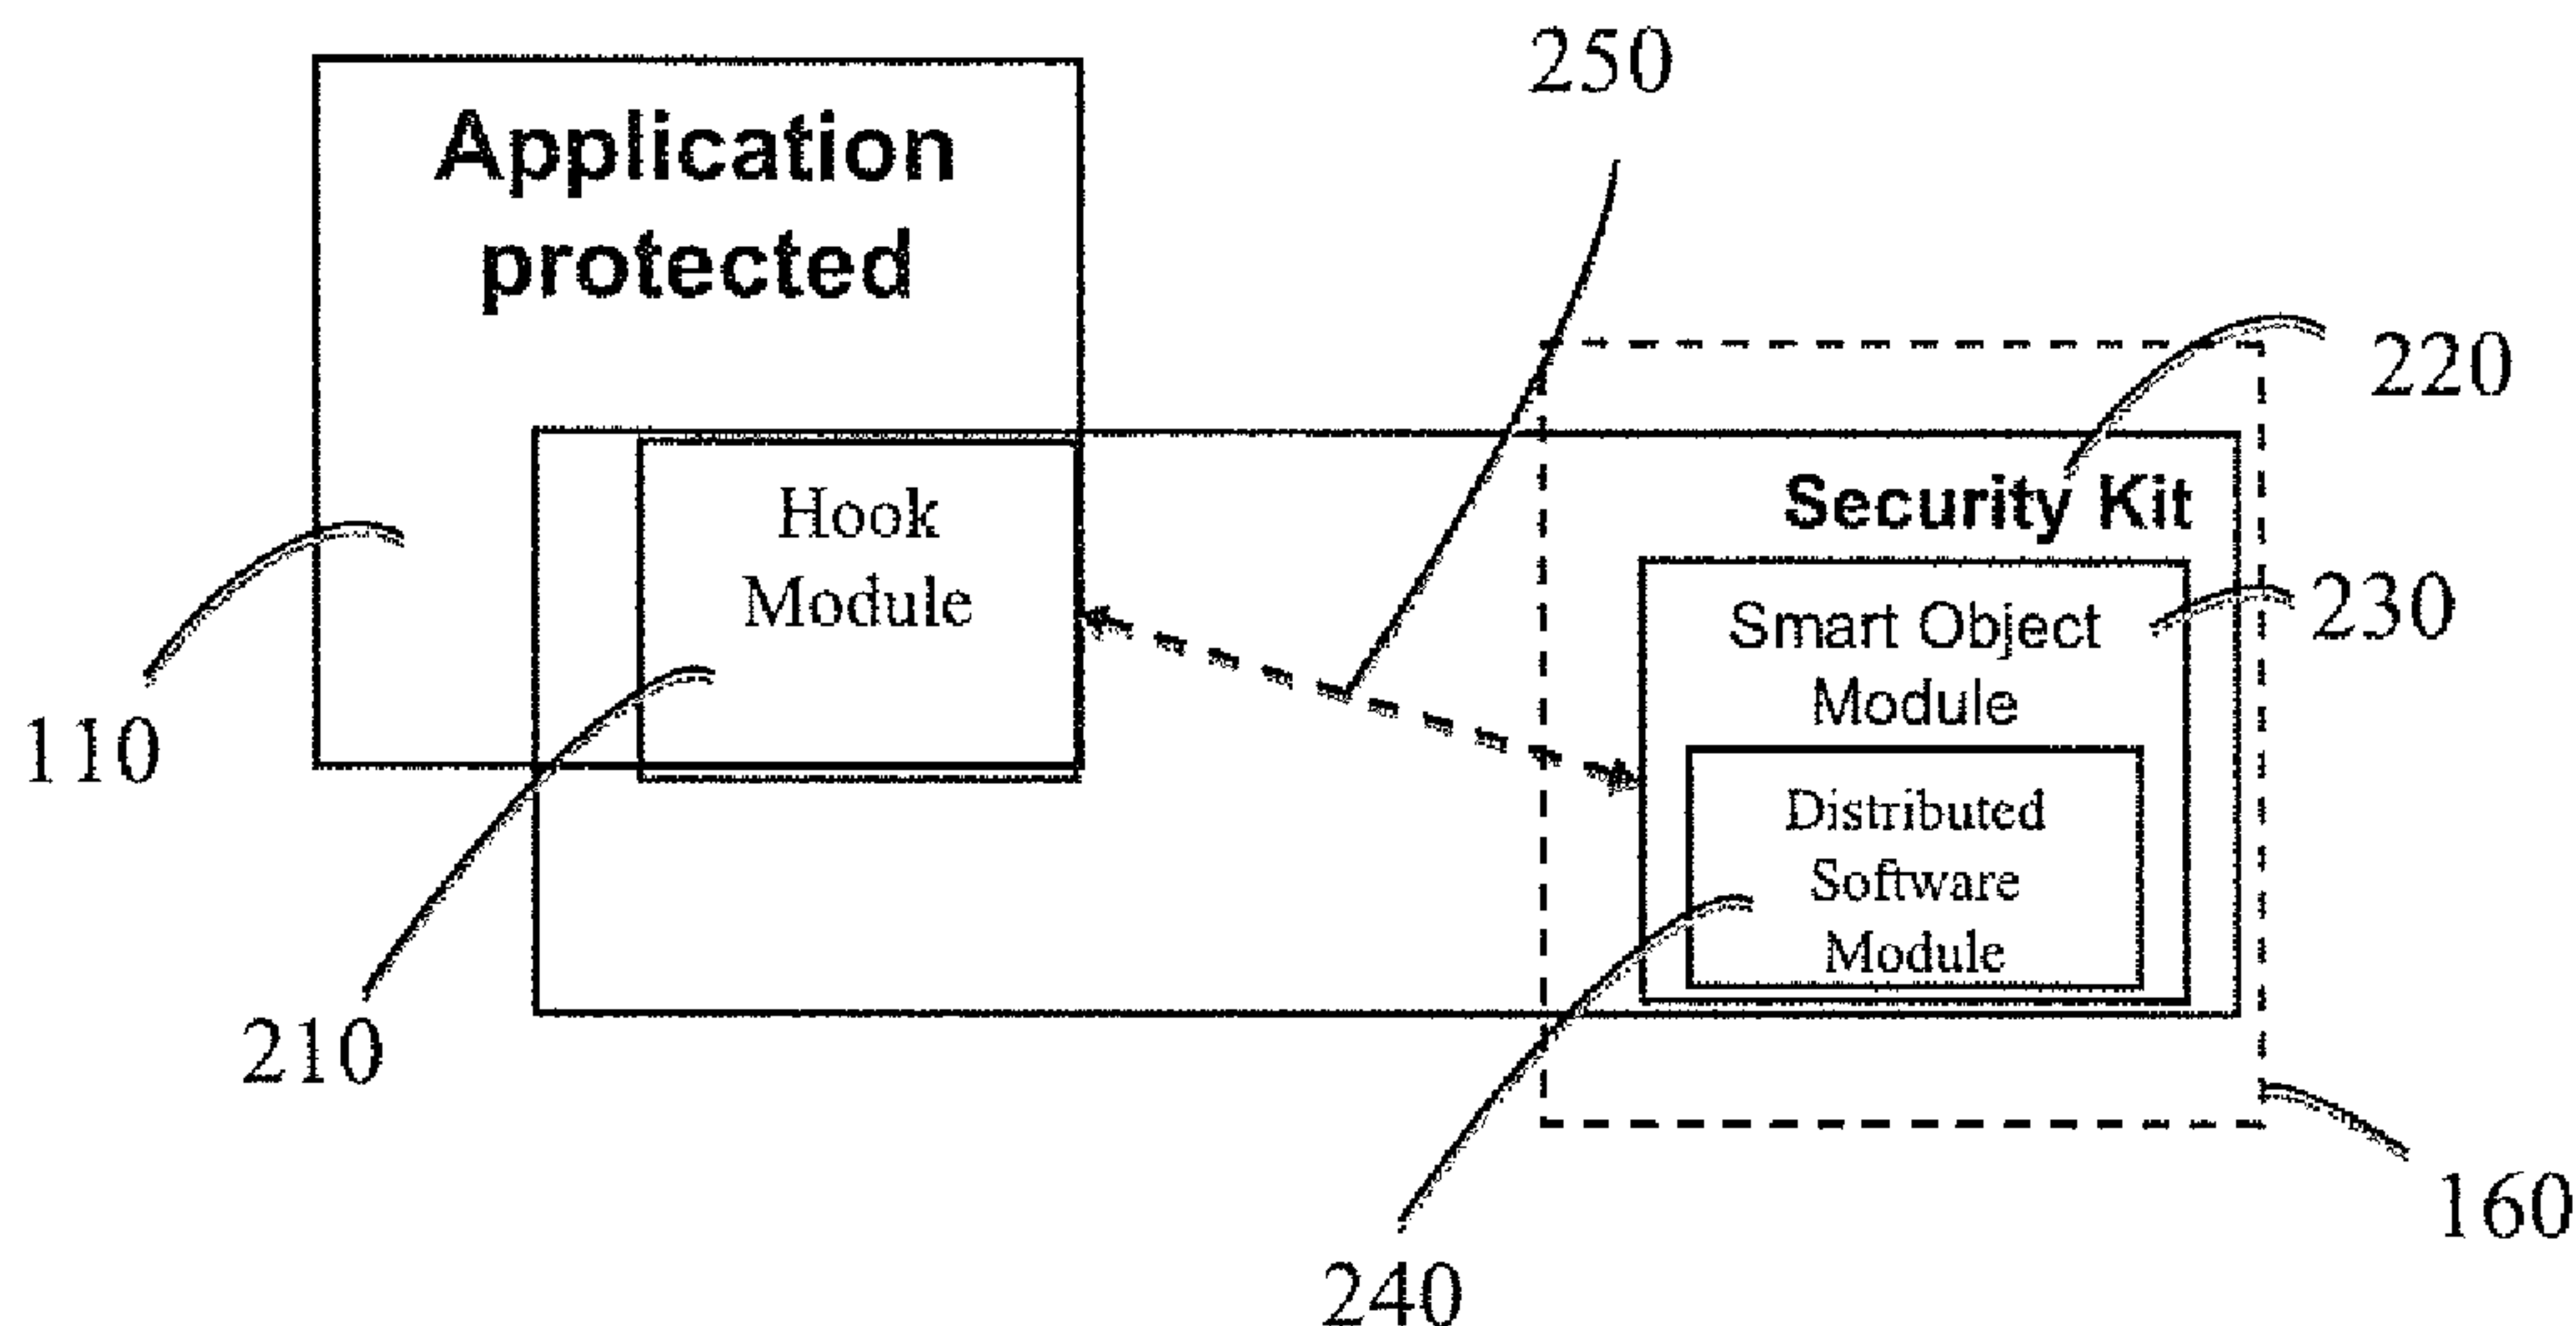 250
Application
protected
220
Security Kit
Hook
Module
Smart Object
Module
230
110
Distributed
Software
Module
210
160
240